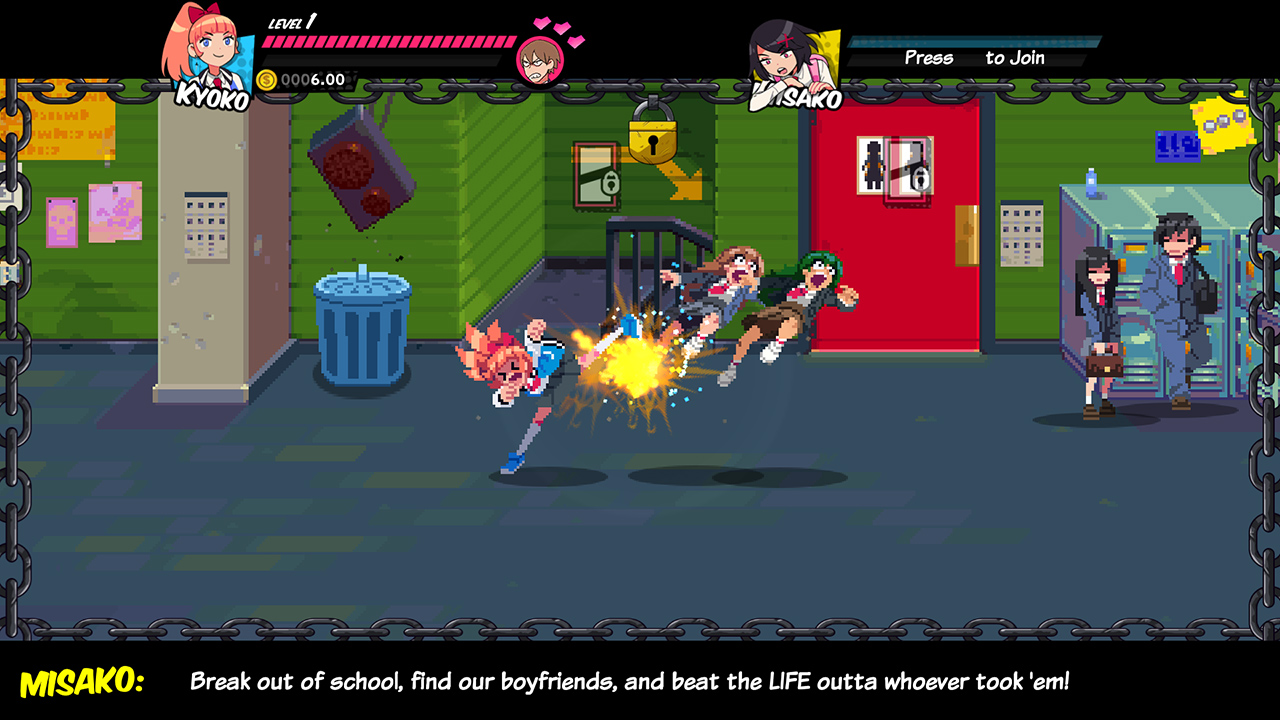 LEVEL 1
0006.00
KYOKO
Press to Join
MISAKO: Break out of school, find our boyfriends, and beat the LIFE outta whoever took 'em!